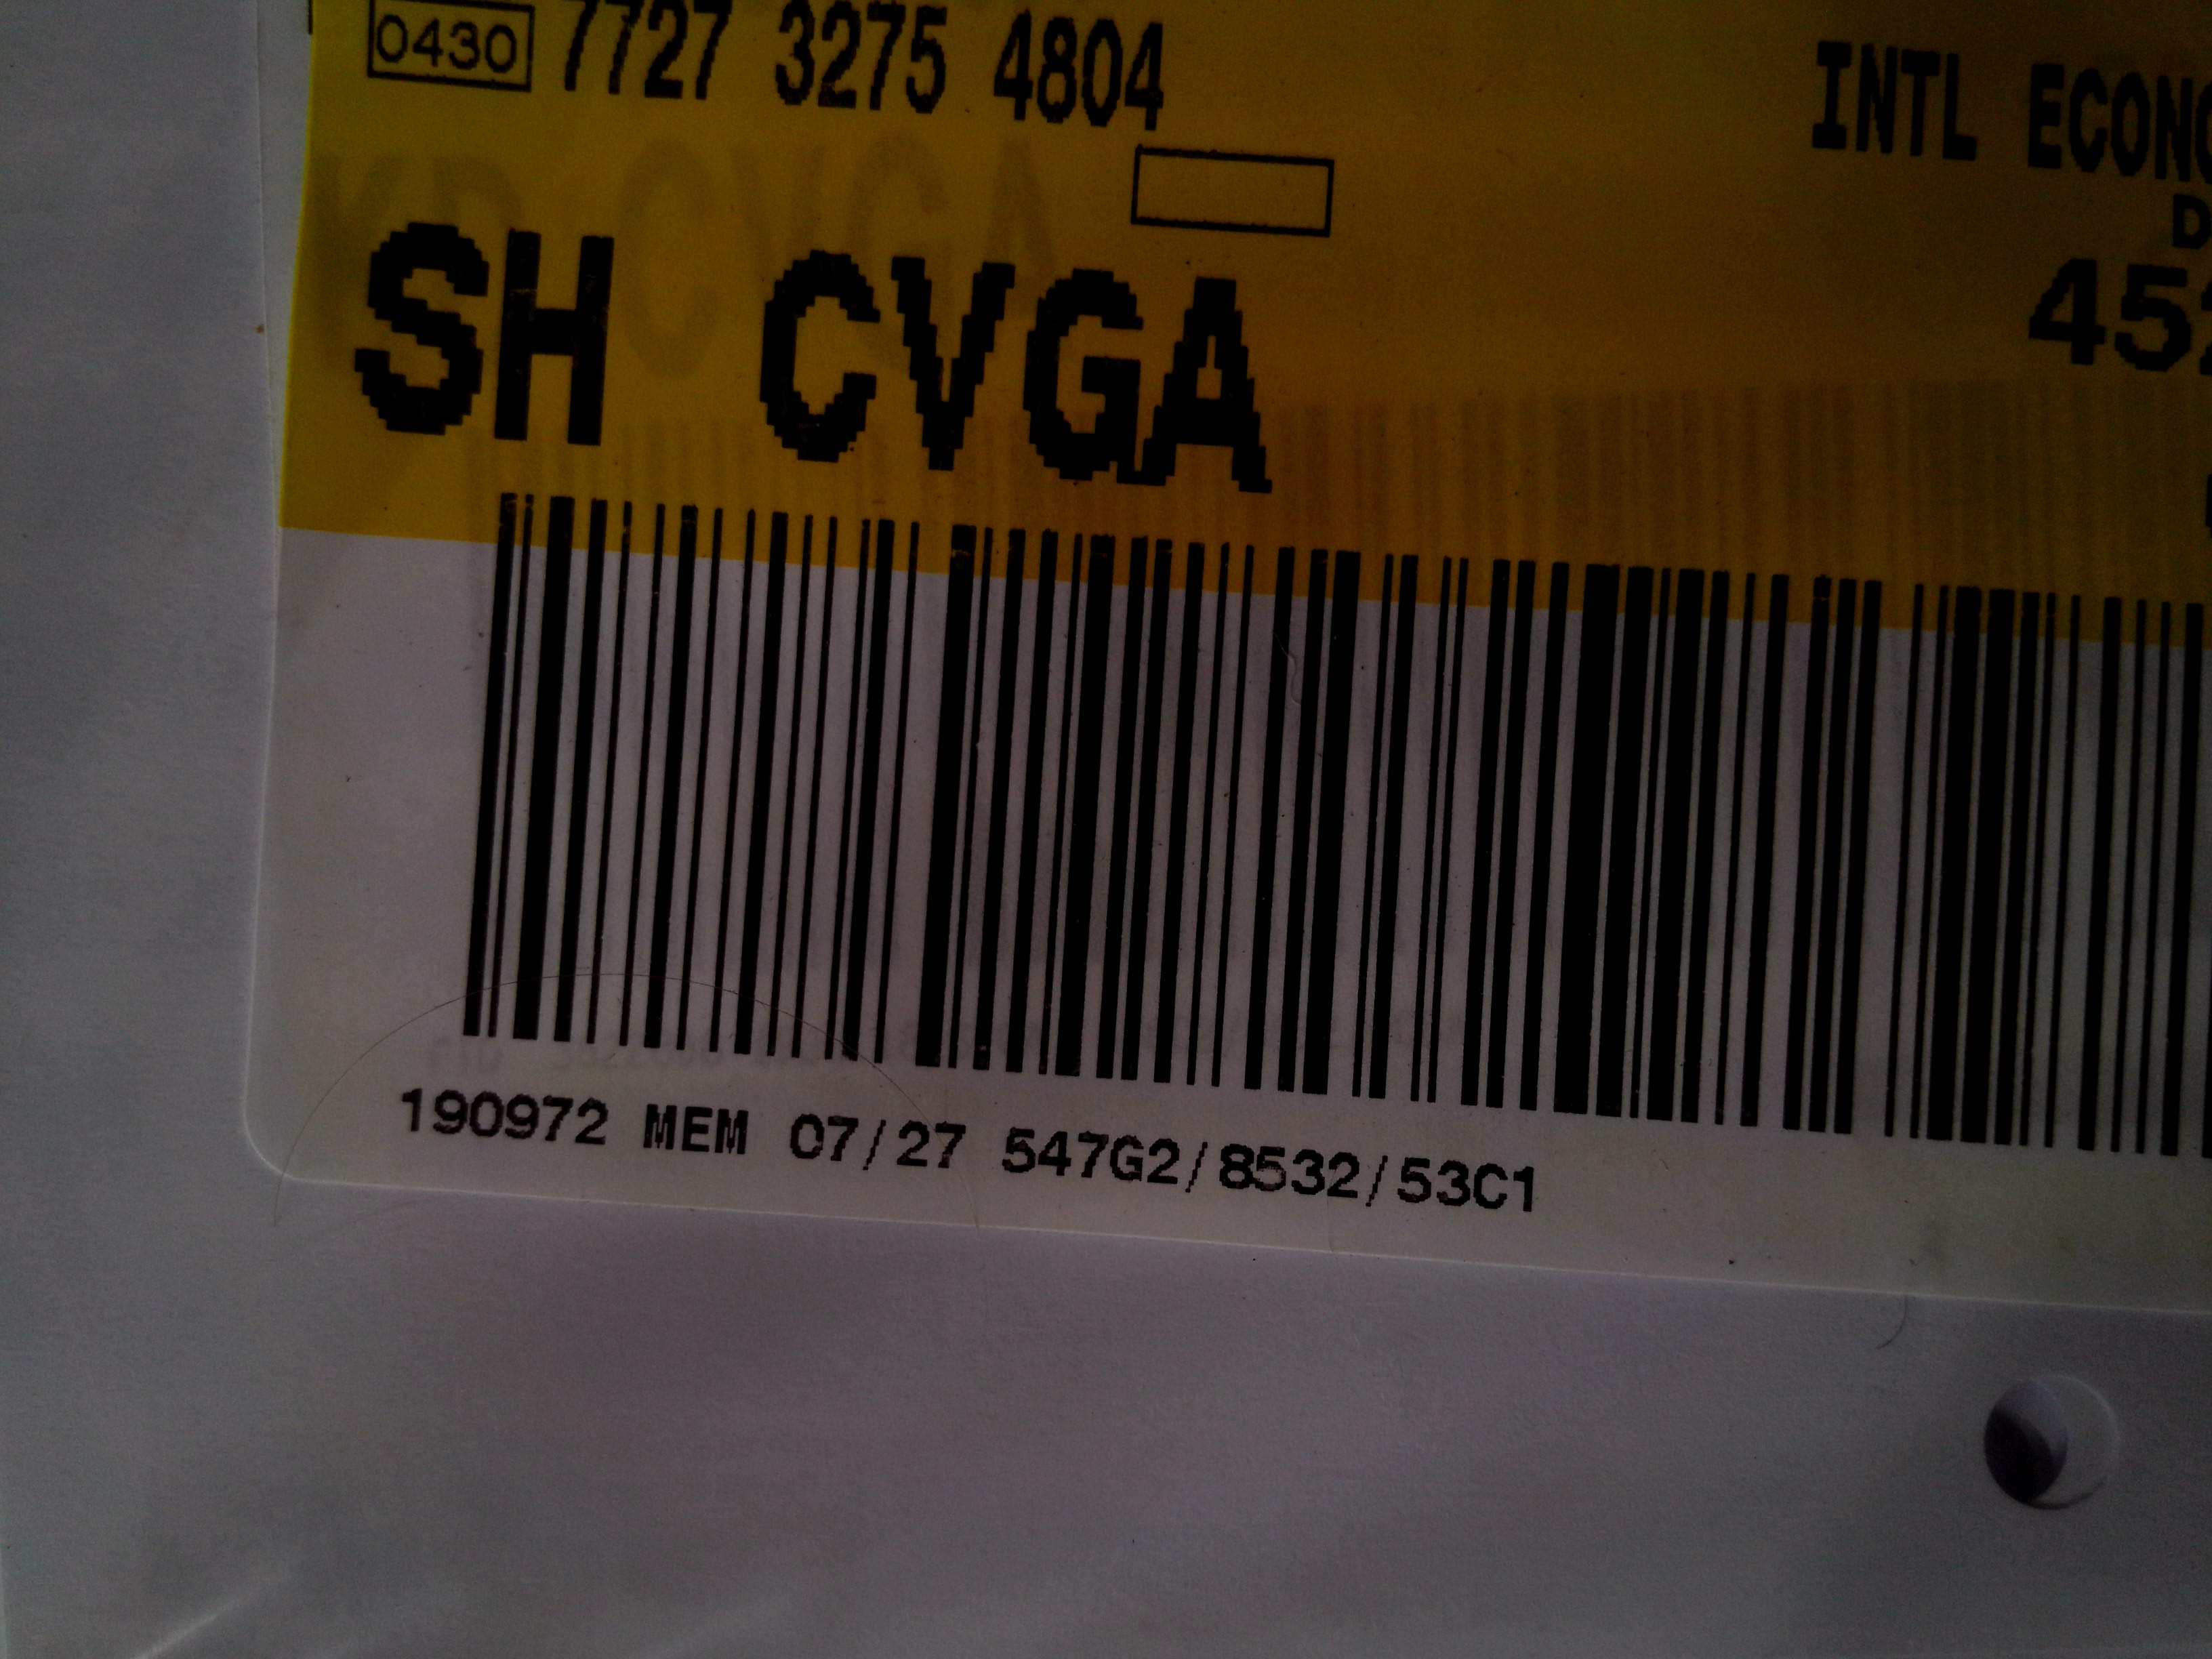 0430 7727 3275 4804
INTL
SH CVGA
190972 MEM 07/27 547G2/8532/53C1